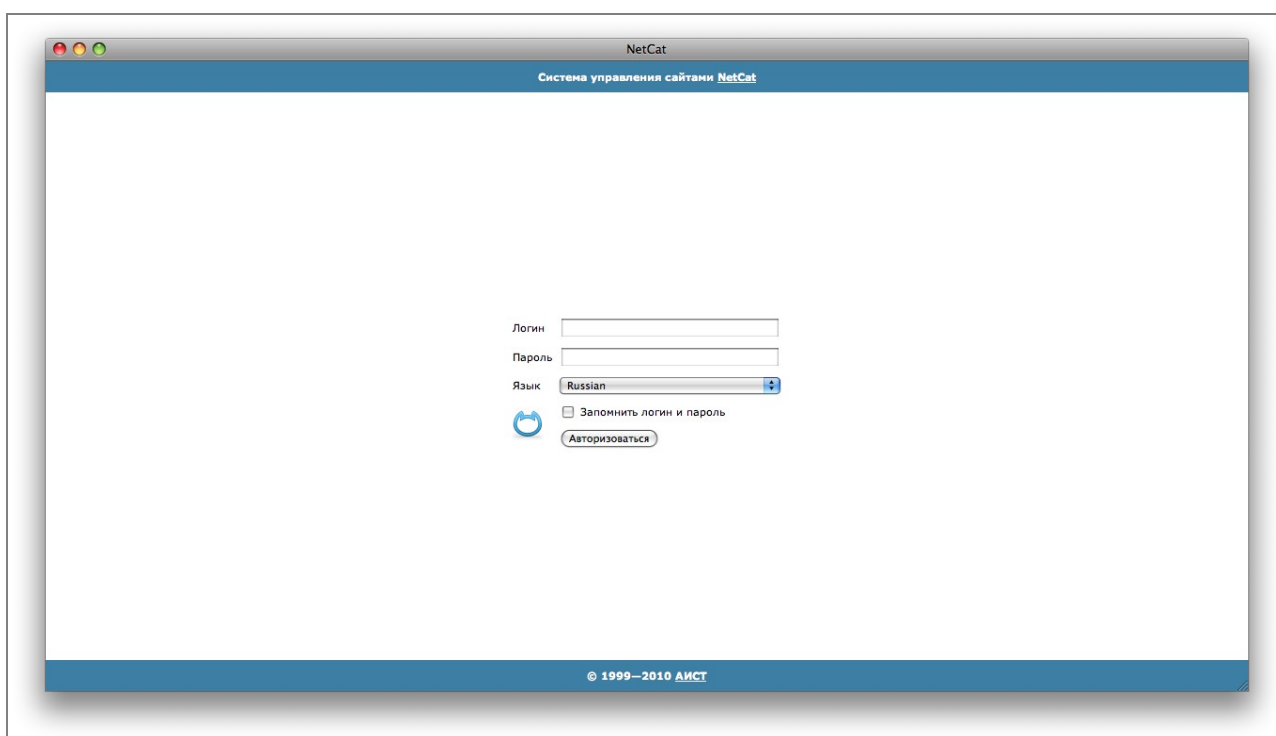 NetCat
Система управления сайтами NetCat
Логин
Пароль
Язык Russian
Запомнить логин и пароль
Авторизоваться
© 1999—2010 АИСТ